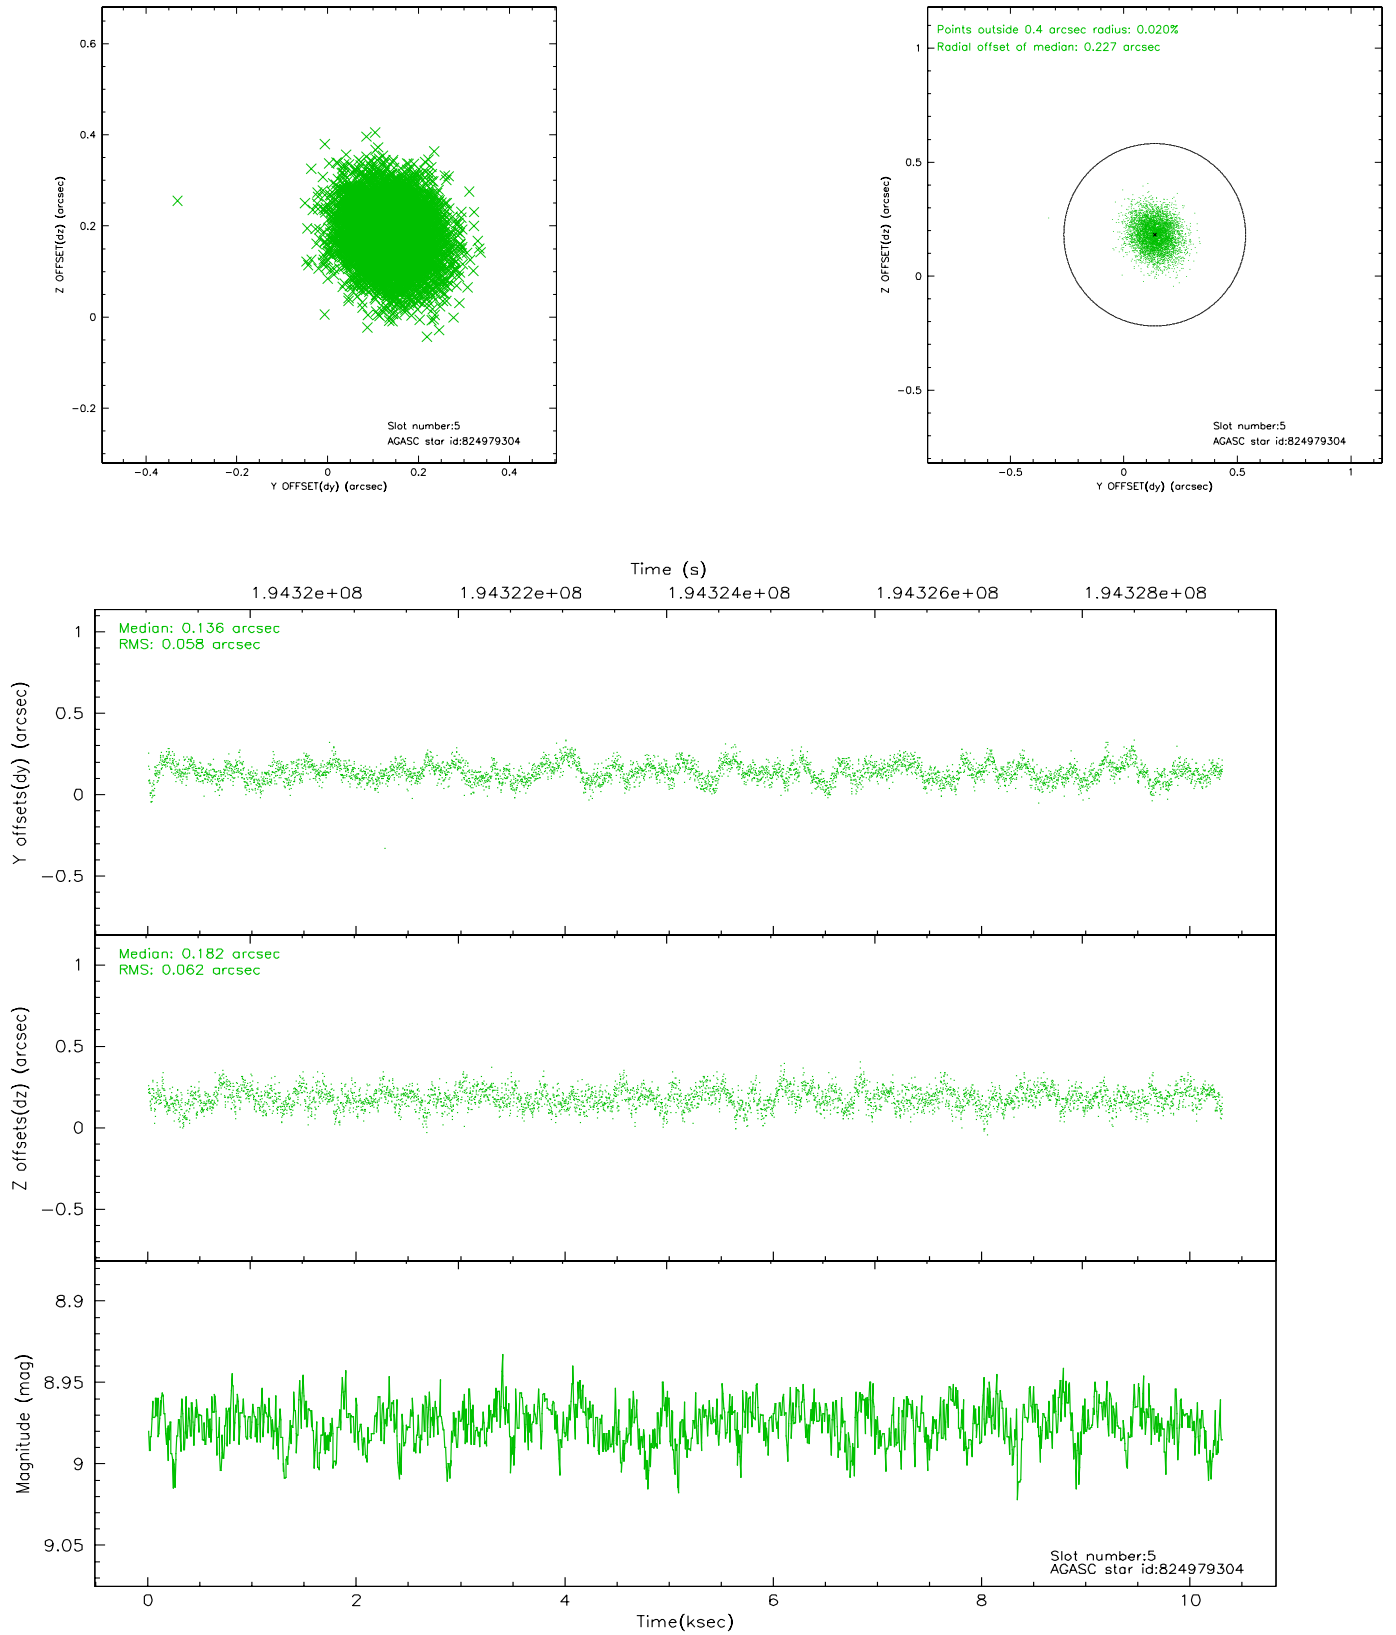 0.6
0.4
0.2
0
−0.2
Z OFFSET(dz) (arcsec)
Slot number:5
AGASC star id:824979304
−0.4 −0.2 0 0.2 0.4
Y OFFSET(dy) (arcsec)
Points outside 0.4 arcsec radius: 0.020%
Radial offset of median: 0.227 arcsec
1
0.5
0
−0.5
Z OFFSET(dz) (arcsec)
Slot number:5
AGASC star id:824979304
−0.5 0 0.5 1
Y OFFSET(dy) (arcsec)
Time (s)
1.9432e+08 1.94322e+08 1.94324e+08 1.94326e+08 1.94328e+08
Median: 0.136 arcsec
RMS: 0.058 arcsec
1
0.5
0
−0.5
Y offsets(dy) (arcsec)
Median: 0.182 arcsec
RMS: 0.062 arcsec
1
0.5
0
−0.5
Z offsets(dz) (arcsec)
8.9
8.95
9
9.05
Magnitude (mag)
Slot number:5
AGASC star id:824979304
0 2 4 6 8 10
Time(ksec)